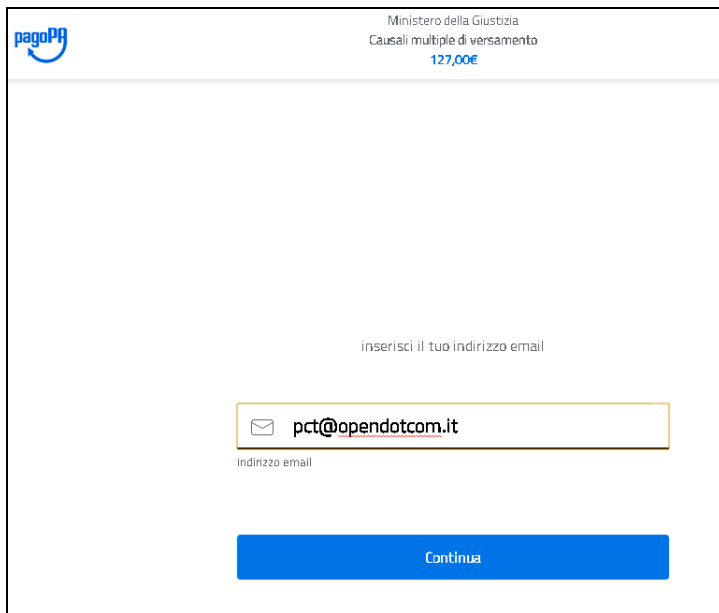 pagoPA
Ministero della Giustizia
Causali multiple di versamento
127,00€
inserisci il tuo indirizzo email
pct@opendotcom.it
indirizzo email
Continua